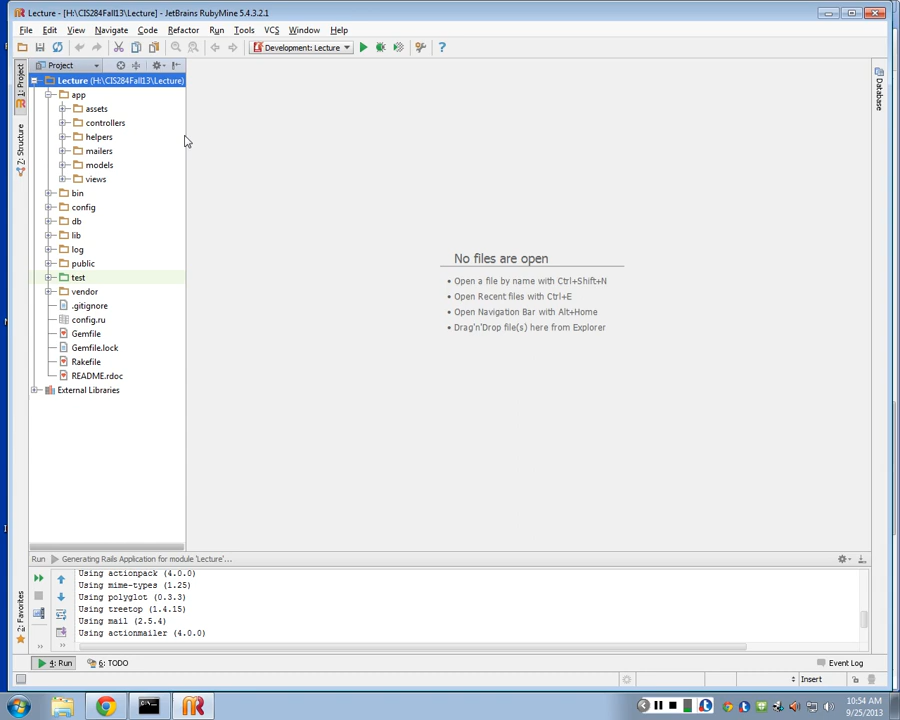 Lecture - [H:\CIS284Fall13\Lecture] - JetBrains RubyMine 5.4.3.2.1
File Edit View Navigate Code Refactor Run Tools VCS Window Help
Development: Lecture
Project
1: Project
Z: Structure
2: Favorites
Database
Lecture (H:\CIS284Fall13\Lecture)
app
assets
controllers
helpers
mailers
models
views
bin
config
db
lib
log
public
test
vendor
.gitignore
config.ru
Gemfile
Gemfile.lock
Rakefile
README.rdoc
External Libraries
No files are open
• Open a file by name with Ctrl+Shift+N
• Open Recent files with Ctrl+E
• Open Navigation Bar with Alt+Home
• Drag'n'Drop file(s) here from Explorer
Run Generating Rails Application for module 'Lecture'...
Using actionpack (4.0.0)
Using mime-types (1.25)
Using polyglot (0.3.3)
Using treetop (1.4.15)
Using mail (2.5.4)
Using actionmailer (4.0.0)
4: Run 6: TODO Event Log
Insert
10:54 AM
9/25/2013